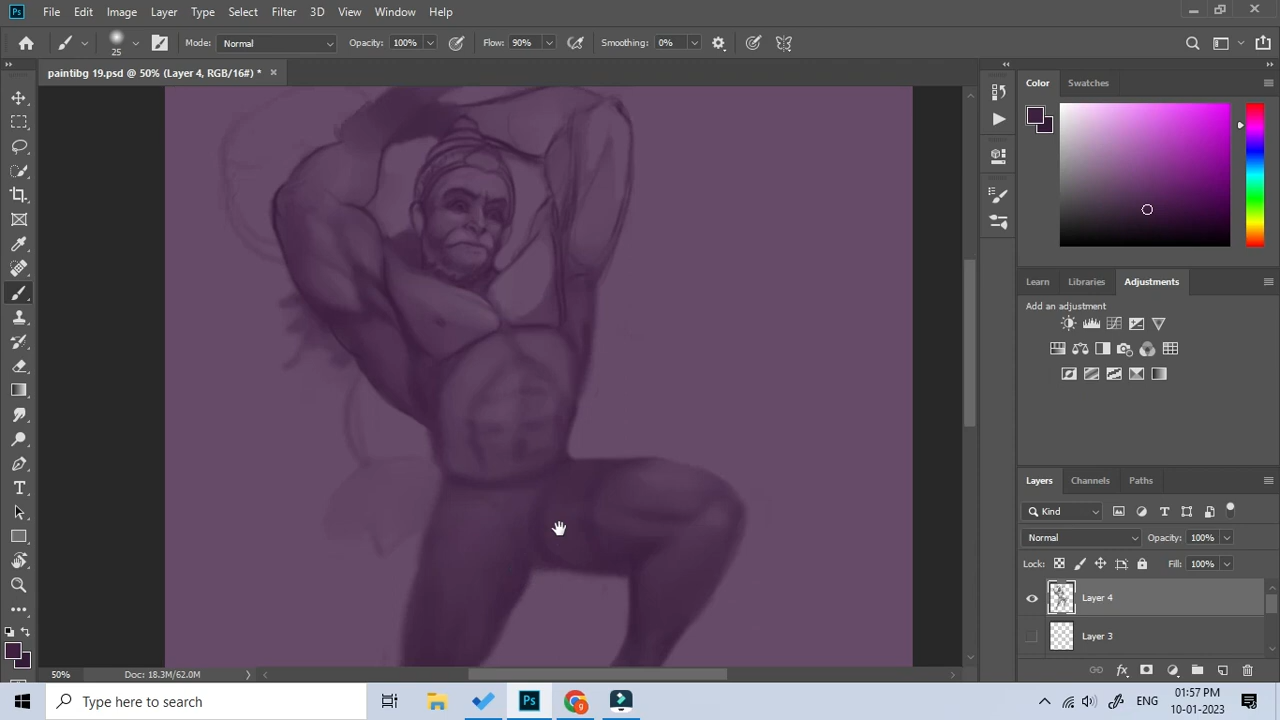 Ps File Edit Image Layer Type Select Filter 3D View Window Help
25 Mode: Normal Opacity: 100% Flow: 90% Smoothing: 0%
paintibg 19.psd @ 50% (Layer 4, RGB/16#) * ×
Color Swatches
Learn Libraries Adjustments
Add an adjustment
Layers Channels Paths
Kind
Normal Opacity: 100%
Lock: Fill: 100%
Layer 4
Layer 3
50% Doc: 18.3M/62.0M
Type here to search
Ps
ENG
01:57 PM
10-01-2023